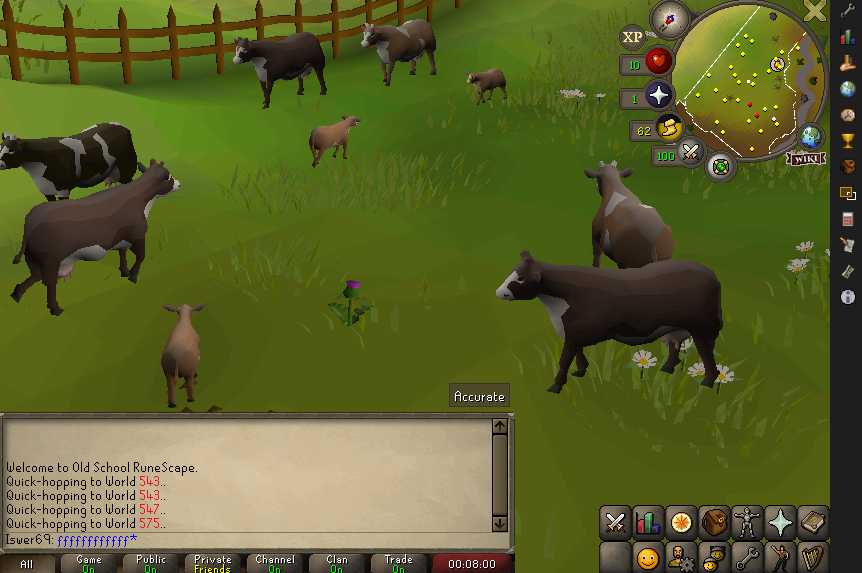 XP
10
1
62
100
WIKI
Accurate
Welcome to Old School RuneScape.
Quick-hopping to World 543..
Quick-hopping to World 543..
Quick-hopping to World 547..
Quick-hopping to World 575..
Iswer69: ffffffffffff*
All
Game
On
Public
On
Private
Friends
Channel
On
Clan
On
Trade
On
00:08:00